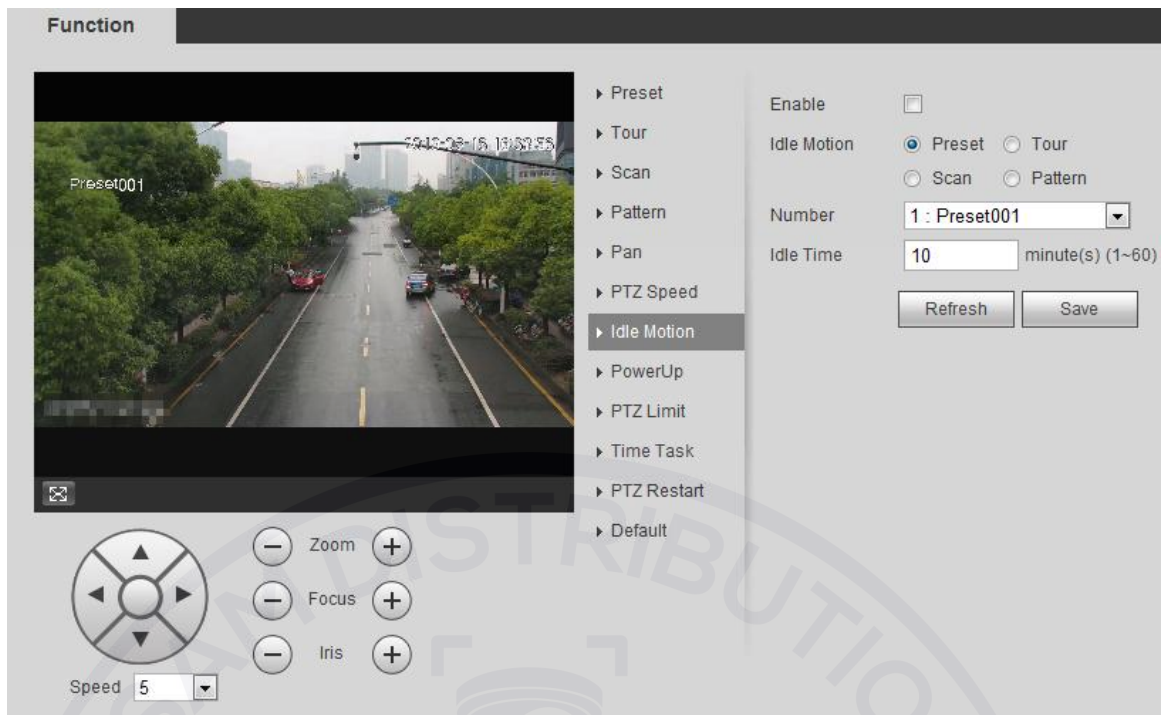 Function
Preset001
Preset
Tour
Scan
Pattern
Pan
PTZ Speed
Idle Motion
PowerUp
PTZ Limit
Time Task
PTZ Restart
Default
Enable
Idle Motion Preset Tour
Scan Pattern
Number 1 : Preset001
Idle Time 10 minute(s) (1~60)
Refresh Save
Zoom
Focus
Iris
Speed 5
DISTRIBUTIO